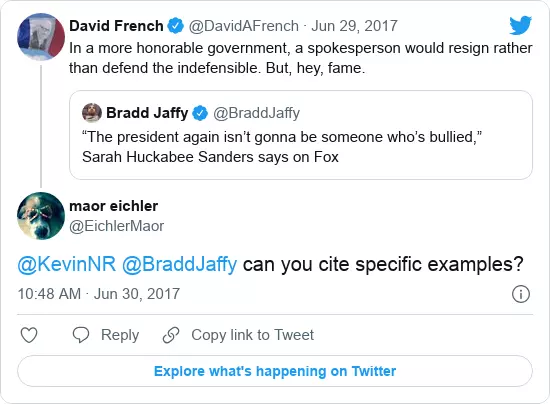 David French @DavidAFrench · Jun 29, 2017
In a more honorable government, a spokesperson would resign rather
than defend the indefensible. But, hey, fame.
Bradd Jaffy @BraddJaffy
“The president again isn’t gonna be someone who’s bullied,”
Sarah Huckabee Sanders says on Fox
maor eichler
@EichlerMaor
@KevinNR @BraddJaffy can you cite specific examples?
10:48 AM · Jun 30, 2017
Reply Copy link to Tweet
Explore what's happening on Twitter